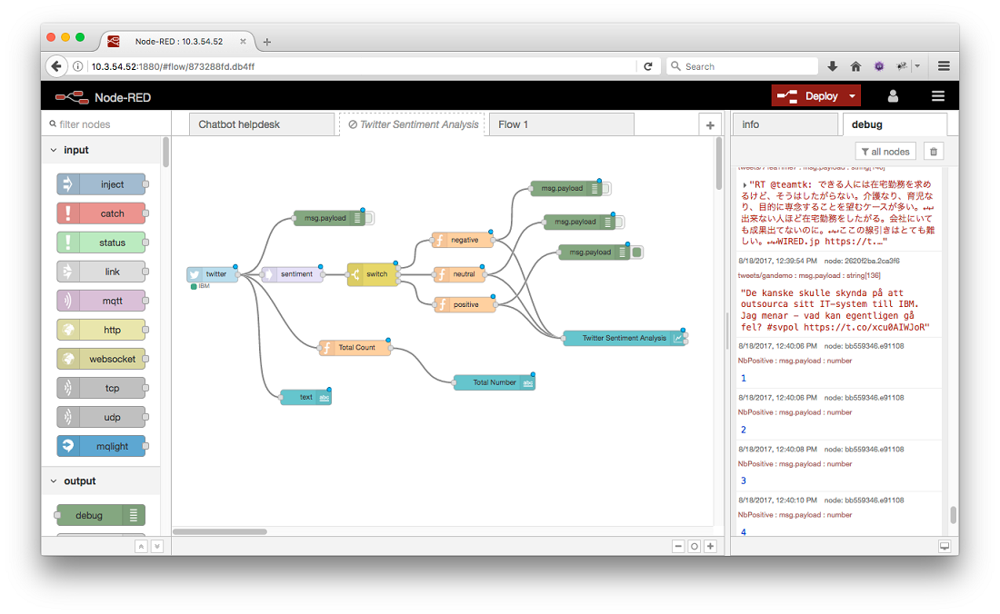 Node-RED : 10.3.54.52
10.3.54.52:1880/#flow/873288fd.db4ff
Search
Node-RED
Deploy
filter nodes
input
inject
catch
status
link
mqtt
http
websocket
tcp
udp
mqlight
output
debug
Chatbot helpdesk
Twitter Sentiment Analysis
Flow 1
msg.payload
msg.payload
msg.payload
msg.payload
twitter
IBM
sentiment
switch
negative
neutral
positive
Twitter Sentiment Analysis
Total Count
Total Number
abc
text
abc
info
debug
all nodes
: msg.payload : string[140]
"RT @teamtk: できる人には在宅勤務を求め
るけど、そうはしたがらない。介護なり、育児な
り、目的に専念することを望むケースが多い。↵↵
出来ない人ほど在宅勤務をしたがる。会社にいて
も成果出てないのに。↵↵ここの線引きはとても難
しい。↵↵WIRED.jp https://t.…"
8/18/2017, 12:39:54 PM node: 2620f2ba.2ca3f6
tweets/gandemo : msg.payload : string[136]
"De kanske skulle skynda på att
outsourca sitt IT-system till IBM.
Jag menar – vad kan egentligen gå
fel? #svpol https://t.co/xcu0AIWJoR"
8/18/2017, 12:40:06 PM node: bb559346.e91108
NbPositive : msg.payload : number
1
8/18/2017, 12:40:06 PM node: bb559346.e91108
NbPositive : msg.payload : number
2
8/18/2017, 12:40:08 PM node: bb559346.e91108
NbPositive : msg.payload : number
3
8/18/2017, 12:40:10 PM node: bb559346.e91108
NbPositive : msg.payload : number
4